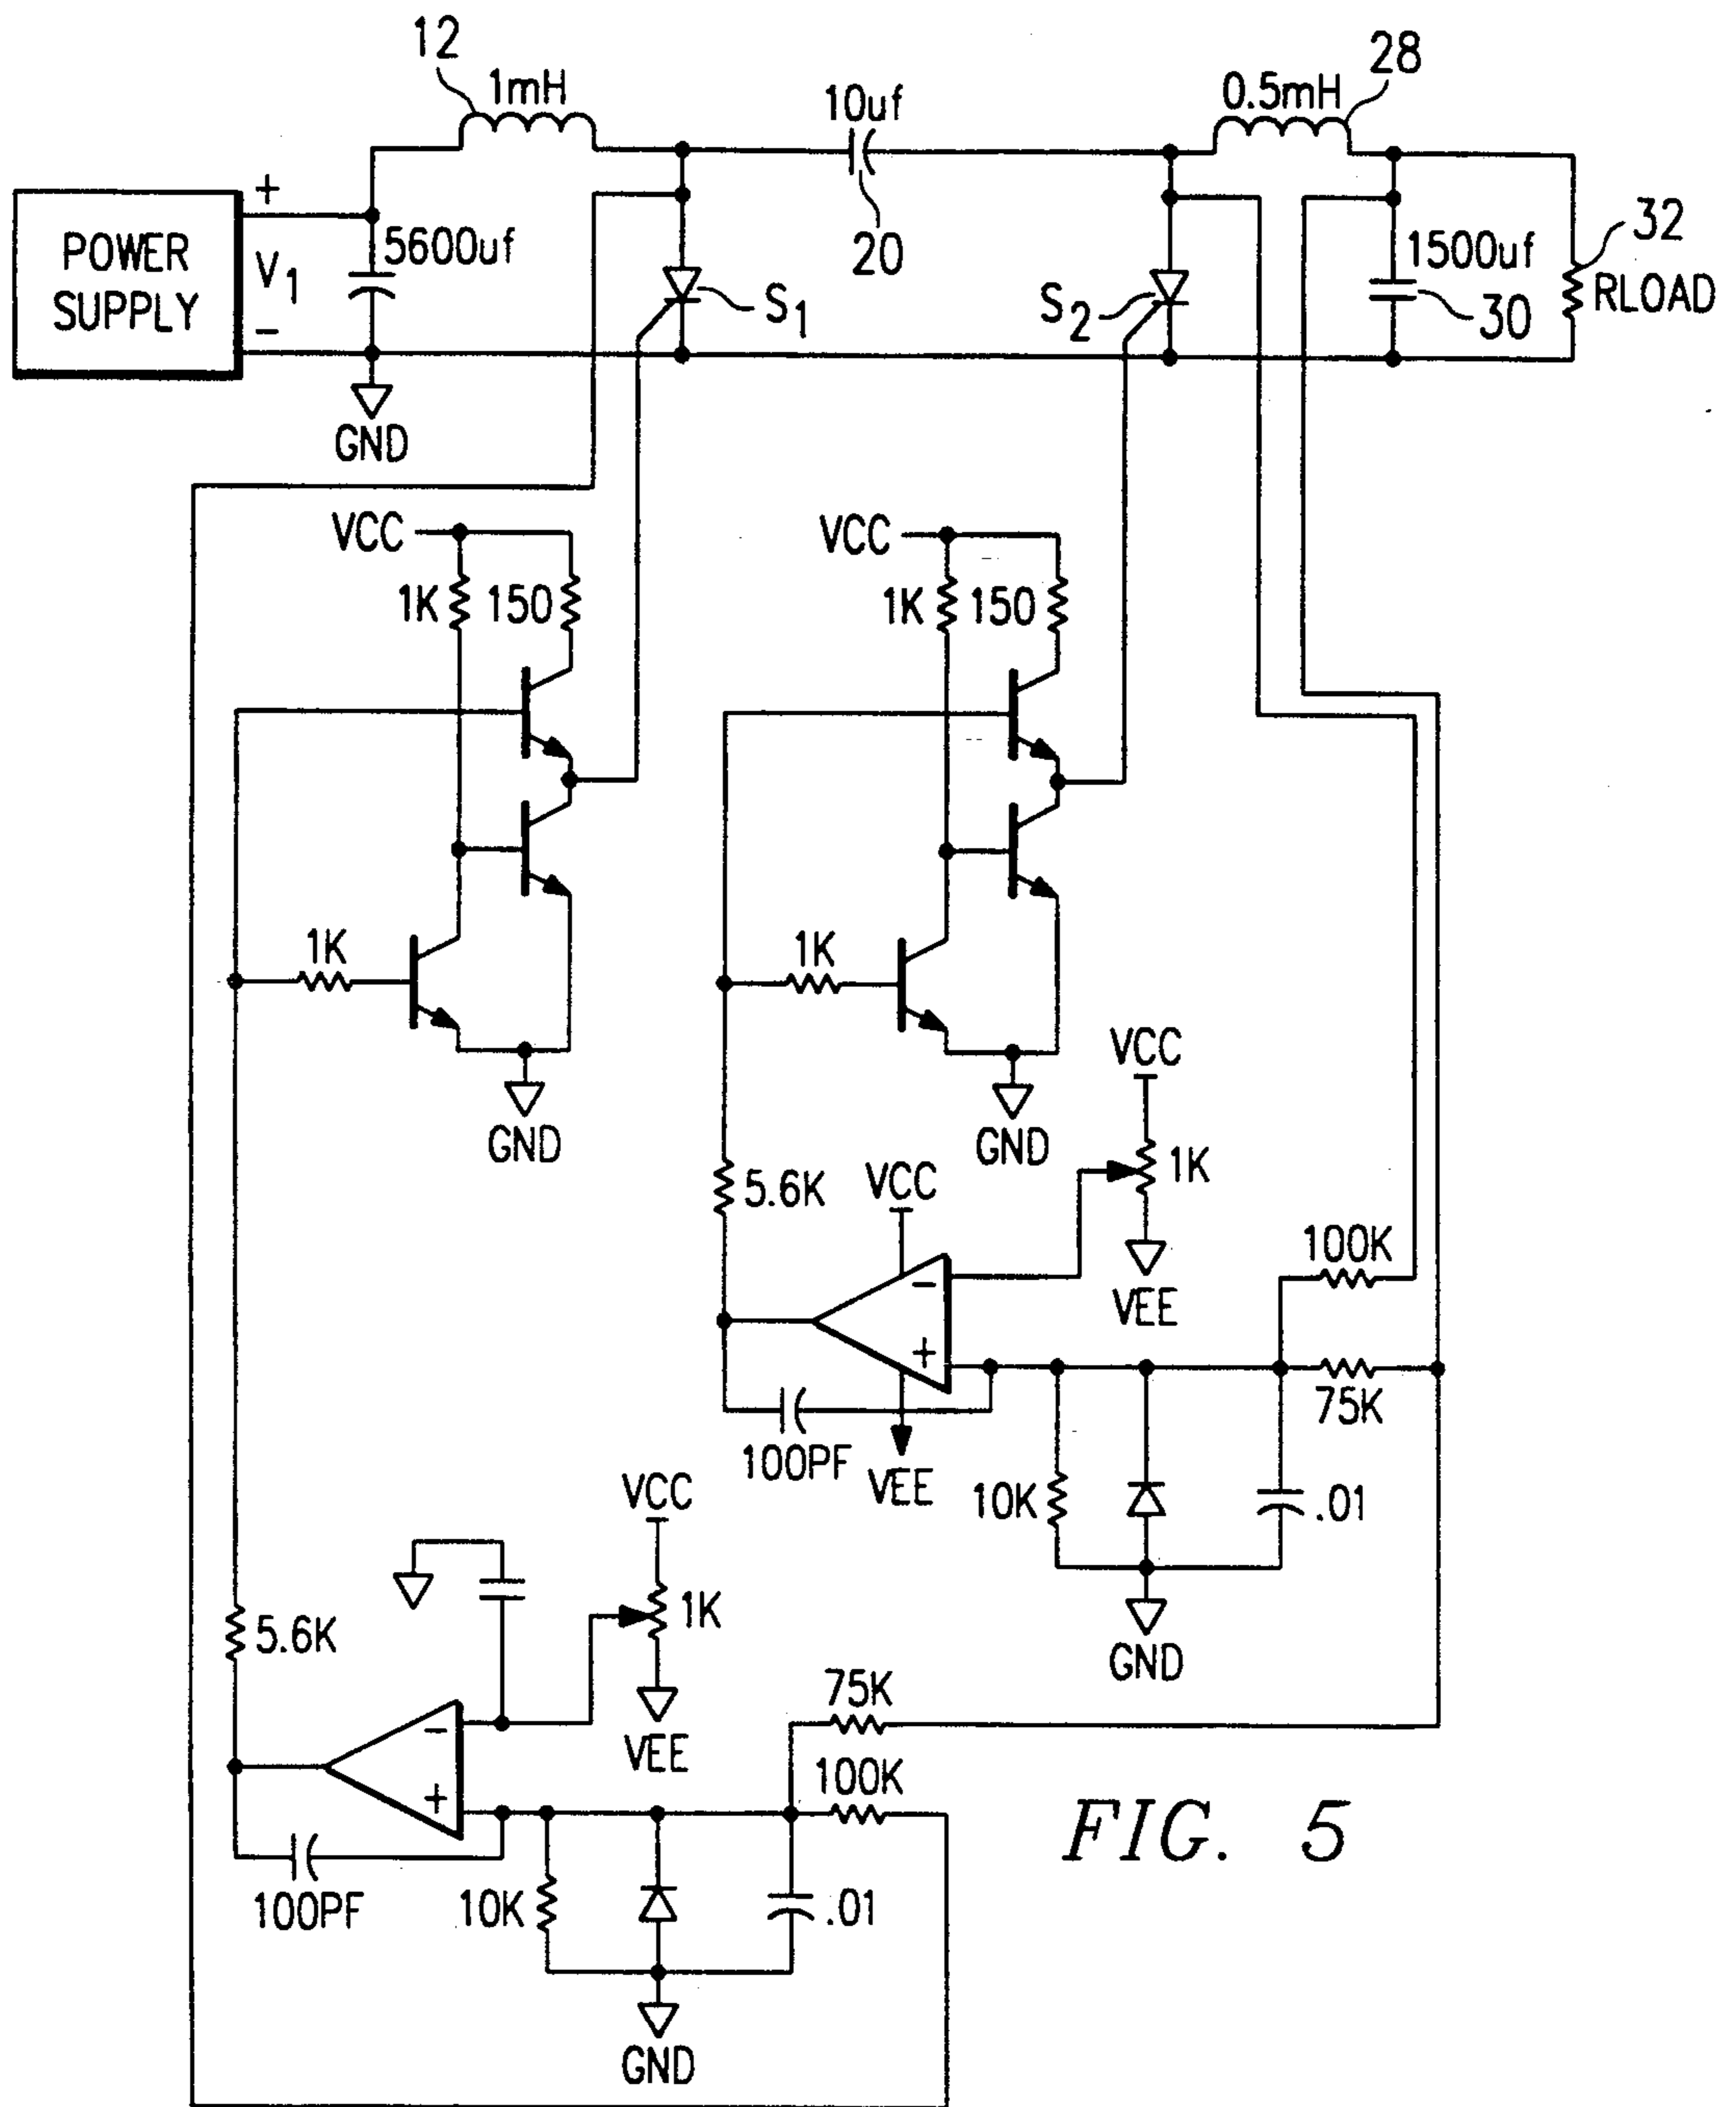 12
1mH
10uf
0.5mH
28
+
POWER
SUPPLY
V1
−
5600uf
20
S1
S2
1500uf
32
RLOAD
30
GND
VCC
VCC
1K
150
1K
150
1K
1K
GND
GND
VCC
1K
5.6K
VCC
VEE
100K
−
+
75K
100PF
VEE
10K
.01
GND
VCC
1K
5.6K
VEE
75K
100K
−
+
100PF
10K
.01
GND
FIG. 5